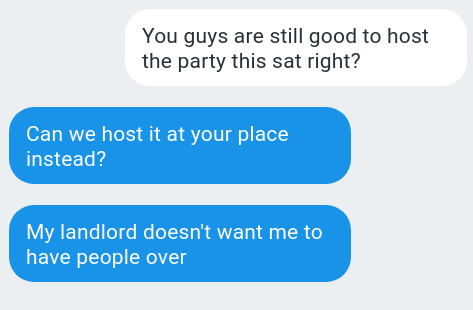 You guys are still good to host
the party this sat right?
Can we host it at your place
instead?
My landlord doesn't want me to
have people over